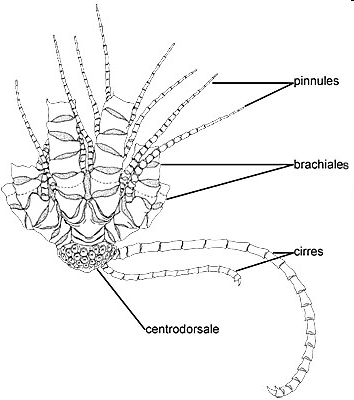 pinnules
brachiales
cirres
centrodorsale